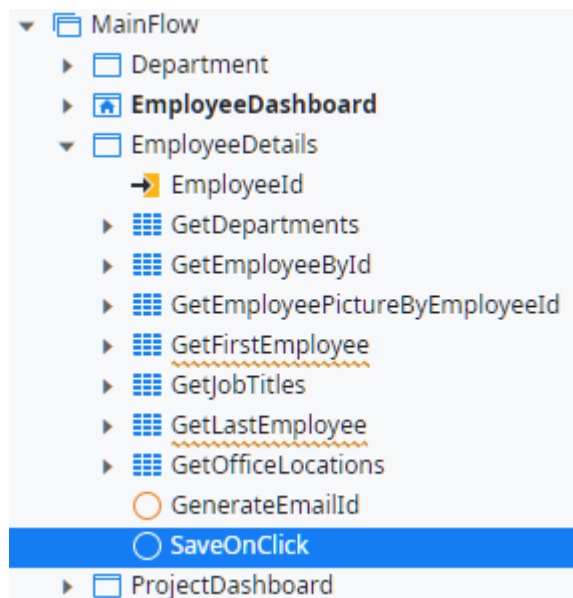 MainFlow
Department
EmployeeDashboard
EmployeeDetails
EmployeeId
GetDepartments
GetEmployeeById
GetEmployeePictureByEmployeeId
GetFirstEmployee
GetJobTitles
GetLastEmployee
GetOfficeLocations
GenerateEmailId
SaveOnClick
ProjectDashboard